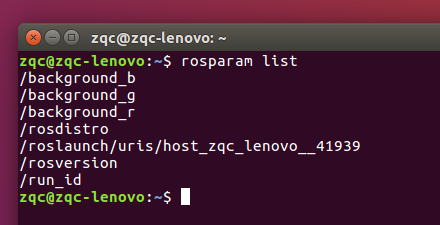 zqc@zqc-lenovo: ~
zqc@zqc-lenovo:~$ rosparam list
/background_b
/background_g
/background_r
/rosdistro
/roslaunch/uris/host_zqc_lenovo__41939
/rosversion
/run_id
zqc@zqc-lenovo:~$